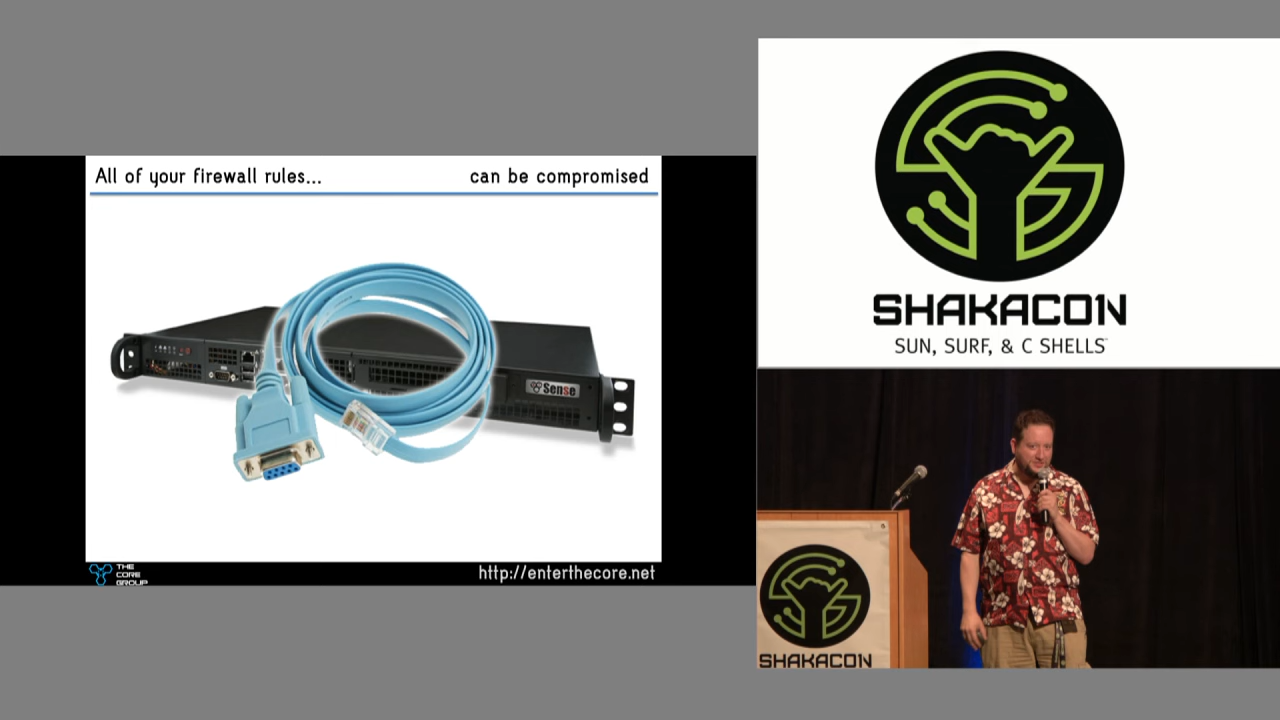 All of your firewall rules... can be compromised
Sense
THE
CORE
GROUP
http://enterthecore.net
SHAKACON
SUN, SURF, & C SHELLS
SHAKACON